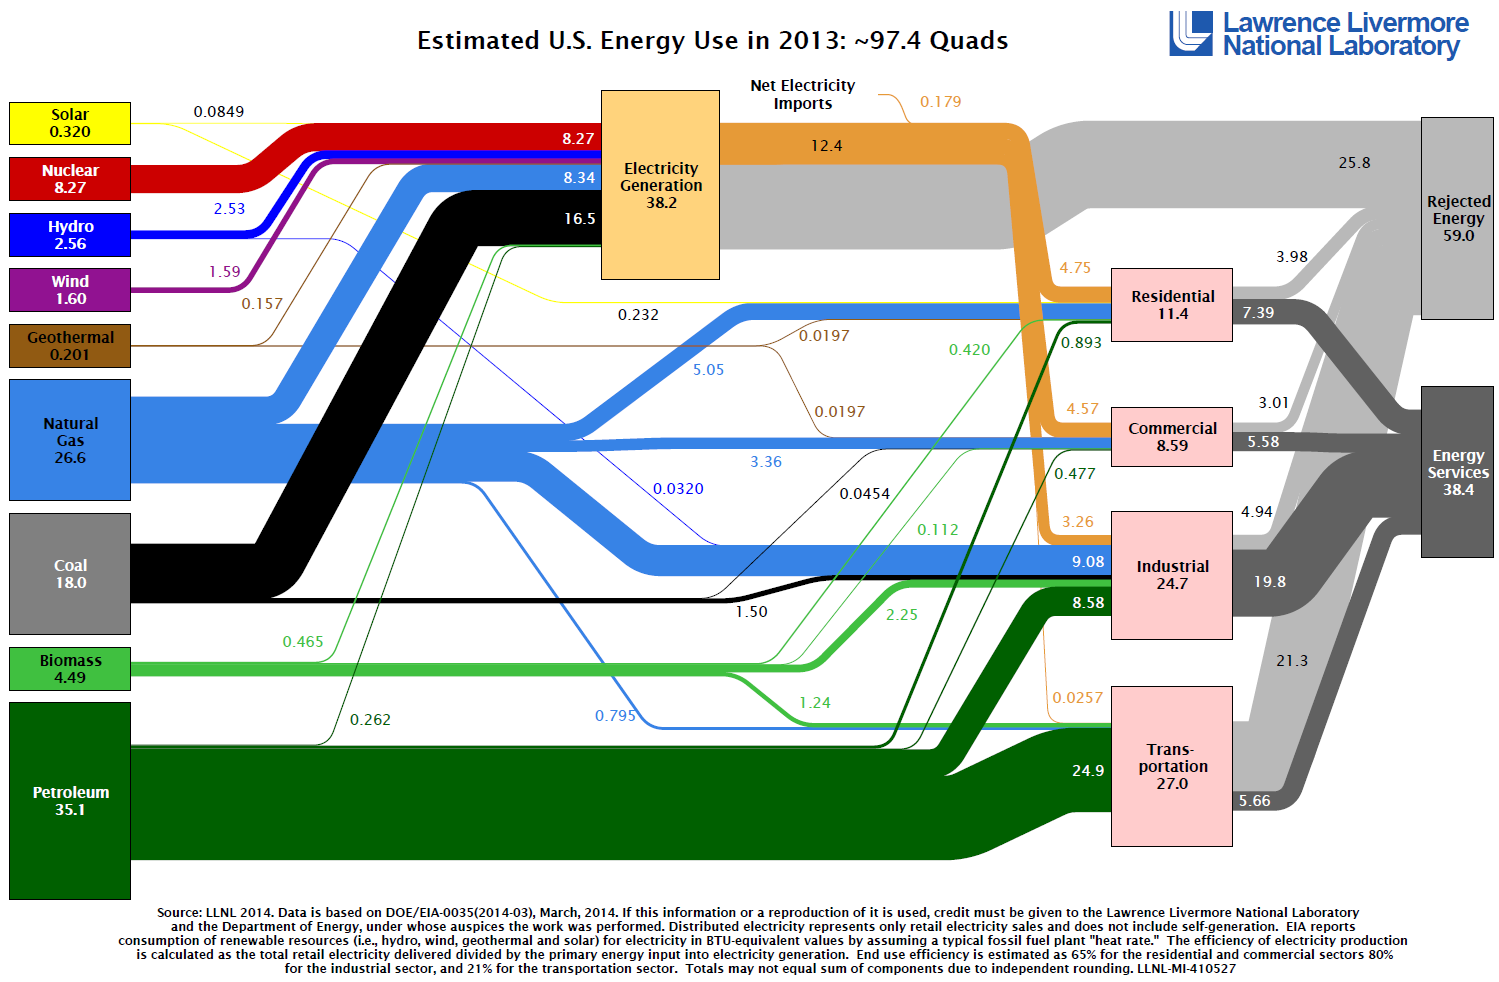 Estimated U.S. Energy Use in 2013: ~97.4 Quads
Lawrence Livermore
National Laboratory
Net Electricity
Imports
0.179
Solar
0.320
0.0849
Nuclear
8.27
8.27
Hydro
2.56
2.53
Wind
1.60
1.59
Geothermal
0.201
0.157
Natural
Gas
26.6
8.34
Coal
18.0
16.5
Biomass
4.49
0.465
Petroleum
35.1
0.262
Electricity
Generation
38.2
12.4
25.8
0.232
0.0197
5.05
0.0197
3.36
0.0320
0.0454
0.420
0.112
1.50
2.25
0.795
1.24
4.75
0.893
4.57
0.477
3.26
9.08
8.58
0.0257
24.9
Residential
11.4
Commercial
8.59
Industrial
24.7
Trans-
portation
27.0
3.98
7.39
3.01
5.58
4.94
19.8
21.3
5.66
Rejected
Energy
59.0
Energy
Services
38.4
Source: LLNL 2014. Data is based on DOE/EIA-0035(2014-03), March, 2014. If this information or a reproduction of it is used, credit must be given to the Lawrence Livermore National Laboratory
and the Department of Energy, under whose auspices the work was performed. Distributed electricity represents only retail electricity sales and does not include self-generation. EIA reports
consumption of renewable resources (i.e., hydro, wind, geothermal and solar) for electricity in BTU-equivalent values by assuming a typical fossil fuel plant "heat rate." The efficiency of electricity production
is calculated as the total retail electricity delivered divided by the primary energy input into electricity generation. End use efficiency is estimated as 65% for the residential and commercial sectors 80%
for the industrial sector, and 21% for the transportation sector. Totals may not equal sum of components due to independent rounding. LLNL-MI-410527